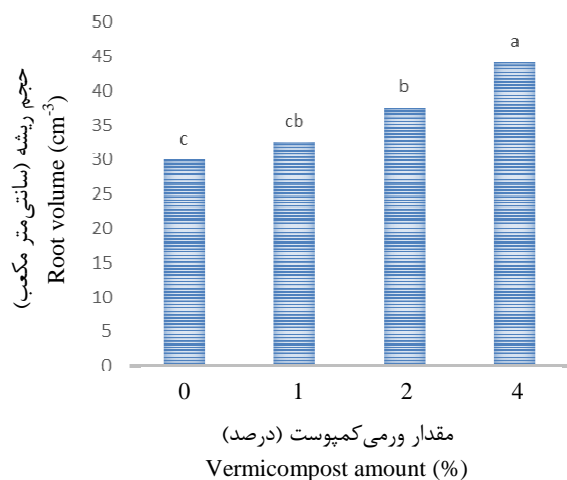 حجم ریشه (سانتی‌متر مکعب)
Root volume (cm-3)
50
45
40
35
30
25
20
15
10
5
0
c
cb
b
a
0 1 2 4
مقدار ورمی‌کمپوست (درصد)
Vermicompost amount (%)